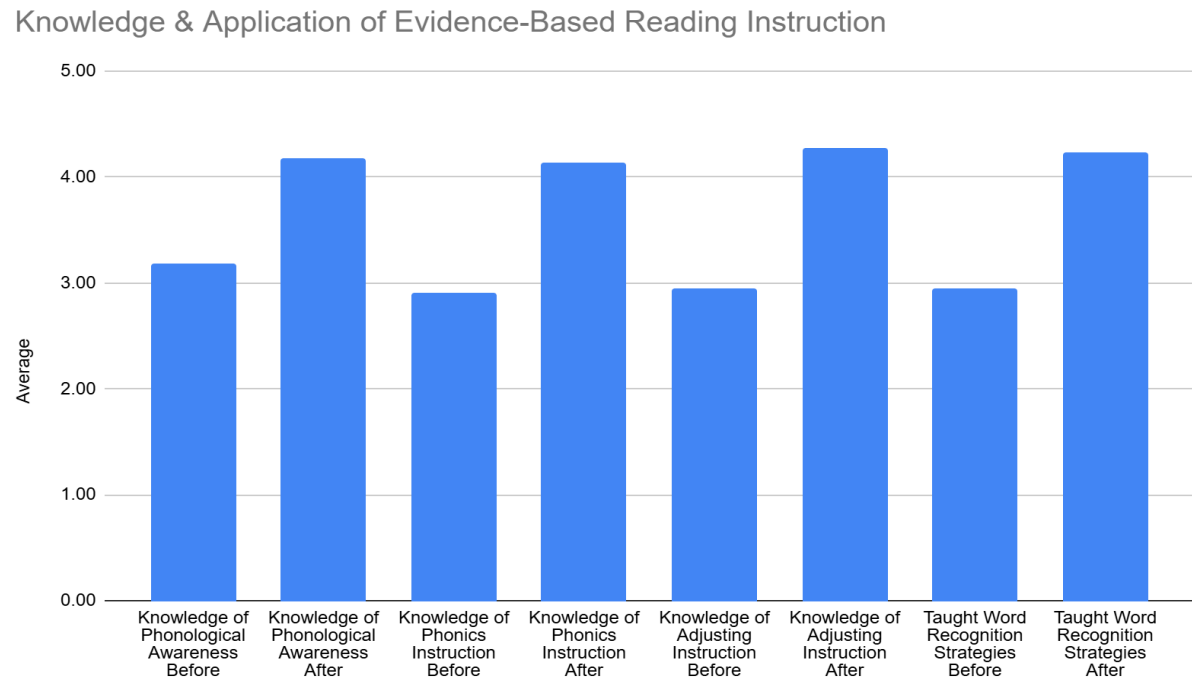 Knowledge & Application of Evidence-Based Reading Instruction
5.00
4.00
3.00
2.00
1.00
0.00
Average
Knowledge of
Phonological
Awareness
Before
Knowledge of
Phonological
Awareness
After
Knowledge of
Phonics
Instruction
Before
Knowledge of
Phonics
Instruction
After
Knowledge of
Adjusting
Instruction
Before
Knowledge of
Adjusting
Instruction
After
Taught Word
Recognition
Strategies
Before
Taught Word
Recognition
Strategies
After